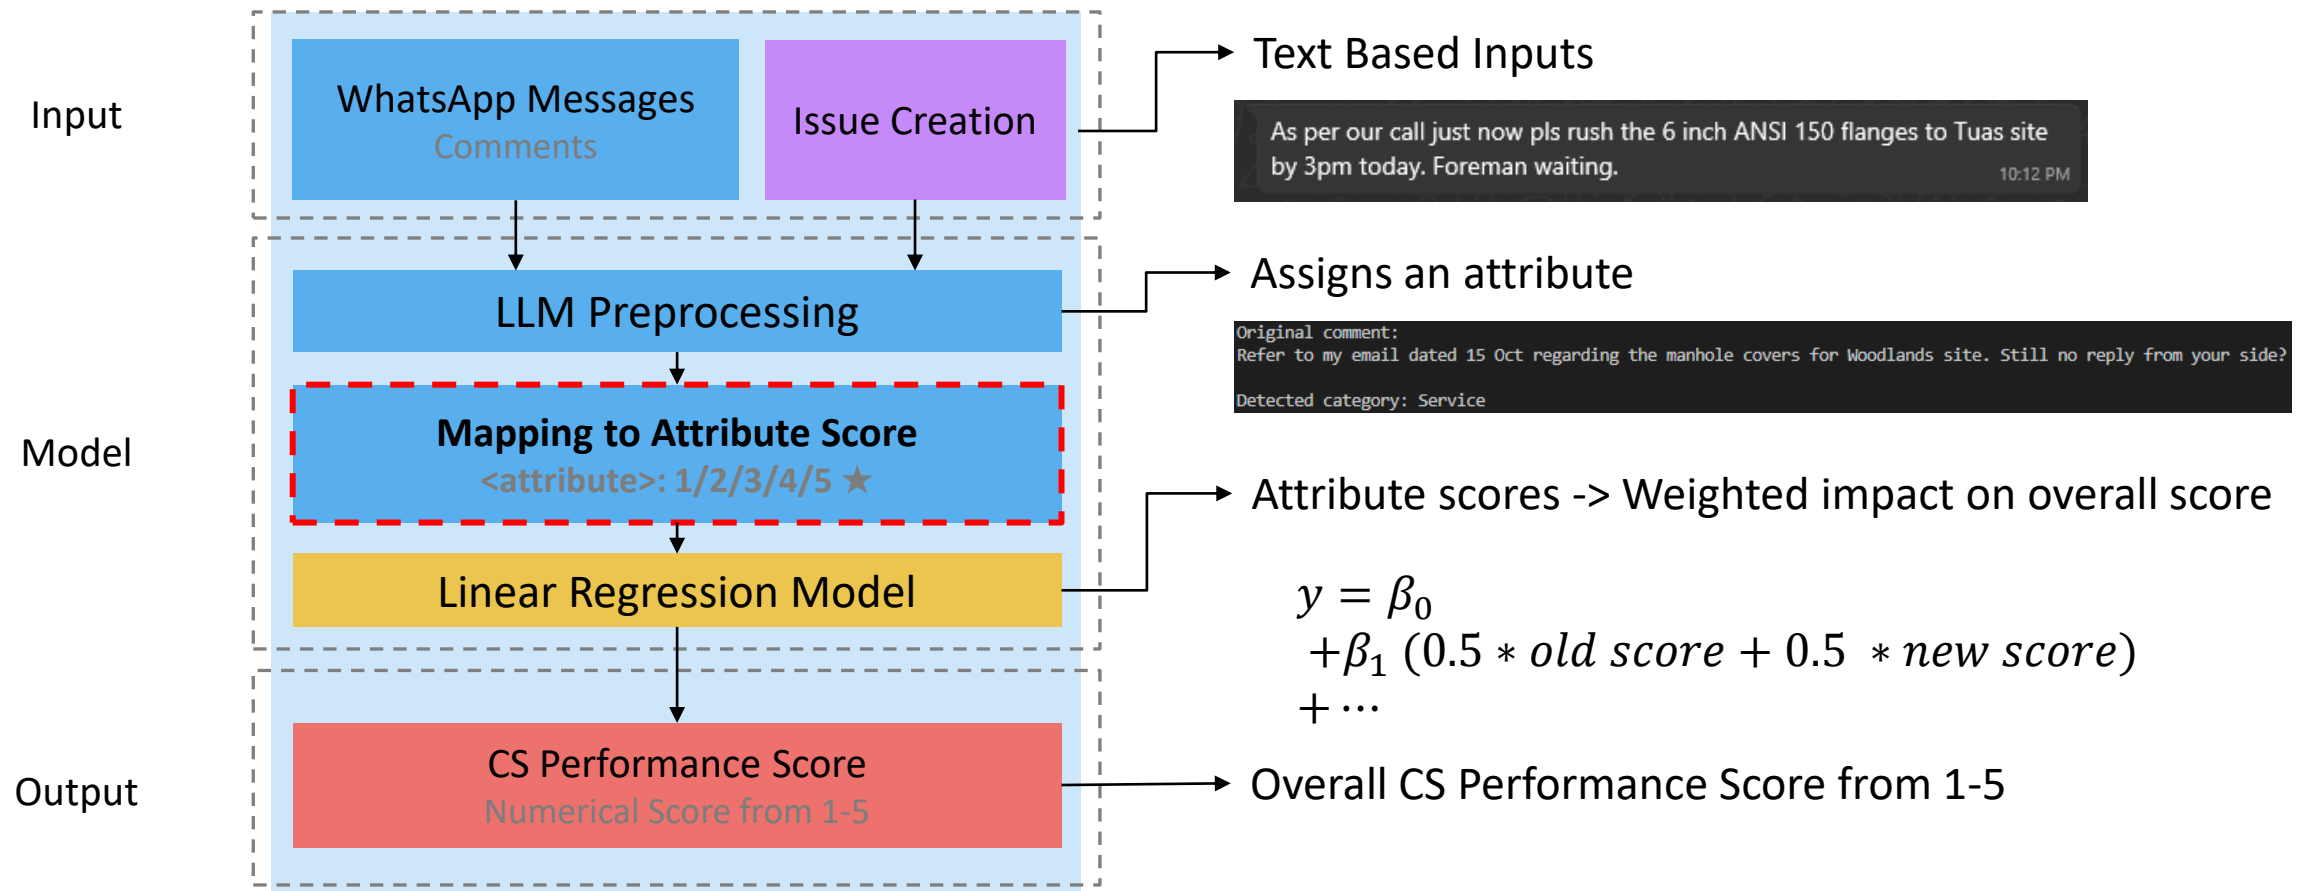 Input
WhatsApp Messages
Comments
Issue Creation
Text Based Inputs
As per our call just now pls rush the 6 inch ANSI 150 flanges to Tuas site
by 3pm today. Foreman waiting.
10:12 PM
Model
LLM Preprocessing
Assigns an attribute
Original comment:
Refer to my email dated 15 Oct regarding the manhole covers for Woodlands site. Still no reply from your side?
Detected category: Service
Mapping to Attribute Score
<attribute>: 1/2/3/4/5 ★
Attribute scores -> Weighted impact on overall score
Linear Regression Model
y = β₀
+β₁ (0.5 * old score + 0.5 * new score)
+ ⋯
Output
CS Performance Score
Numerical Score from 1-5
Overall CS Performance Score from 1-5